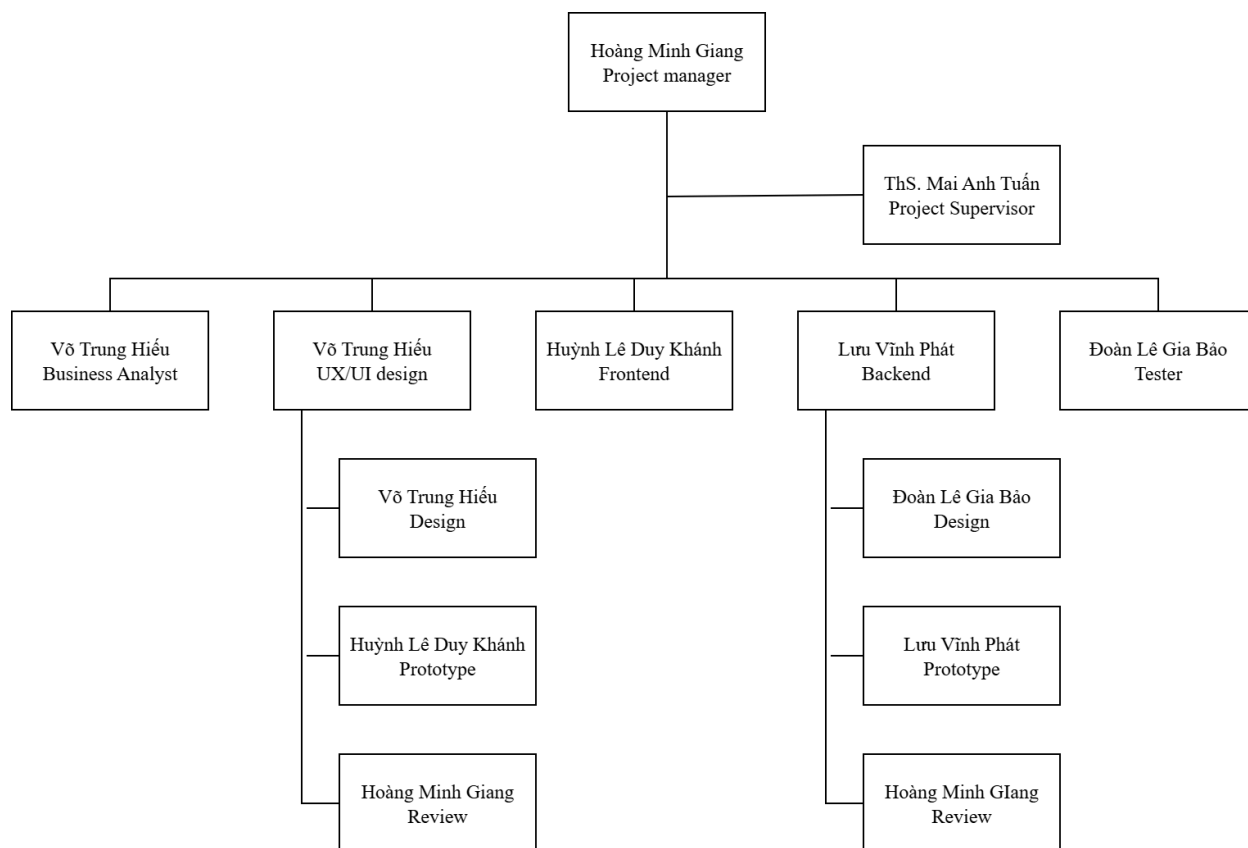 Hoàng Minh Giang
Project manager
ThS. Mai Anh Tuấn
Project Supervisor
Võ Trung Hiếu
Business Analyst
Võ Trung Hiếu
UX/UI design
Huỳnh Lê Duy Khánh
Frontend
Lưu Vĩnh Phát
Backend
Đoàn Lê Gia Bảo
Tester
Võ Trung Hiếu
Design
Đoàn Lê Gia Bảo
Design
Huỳnh Lê Duy Khánh
Prototype
Lưu Vĩnh Phát
Prototype
Hoàng Minh Giang
Review
Hoàng Minh GIang
Review